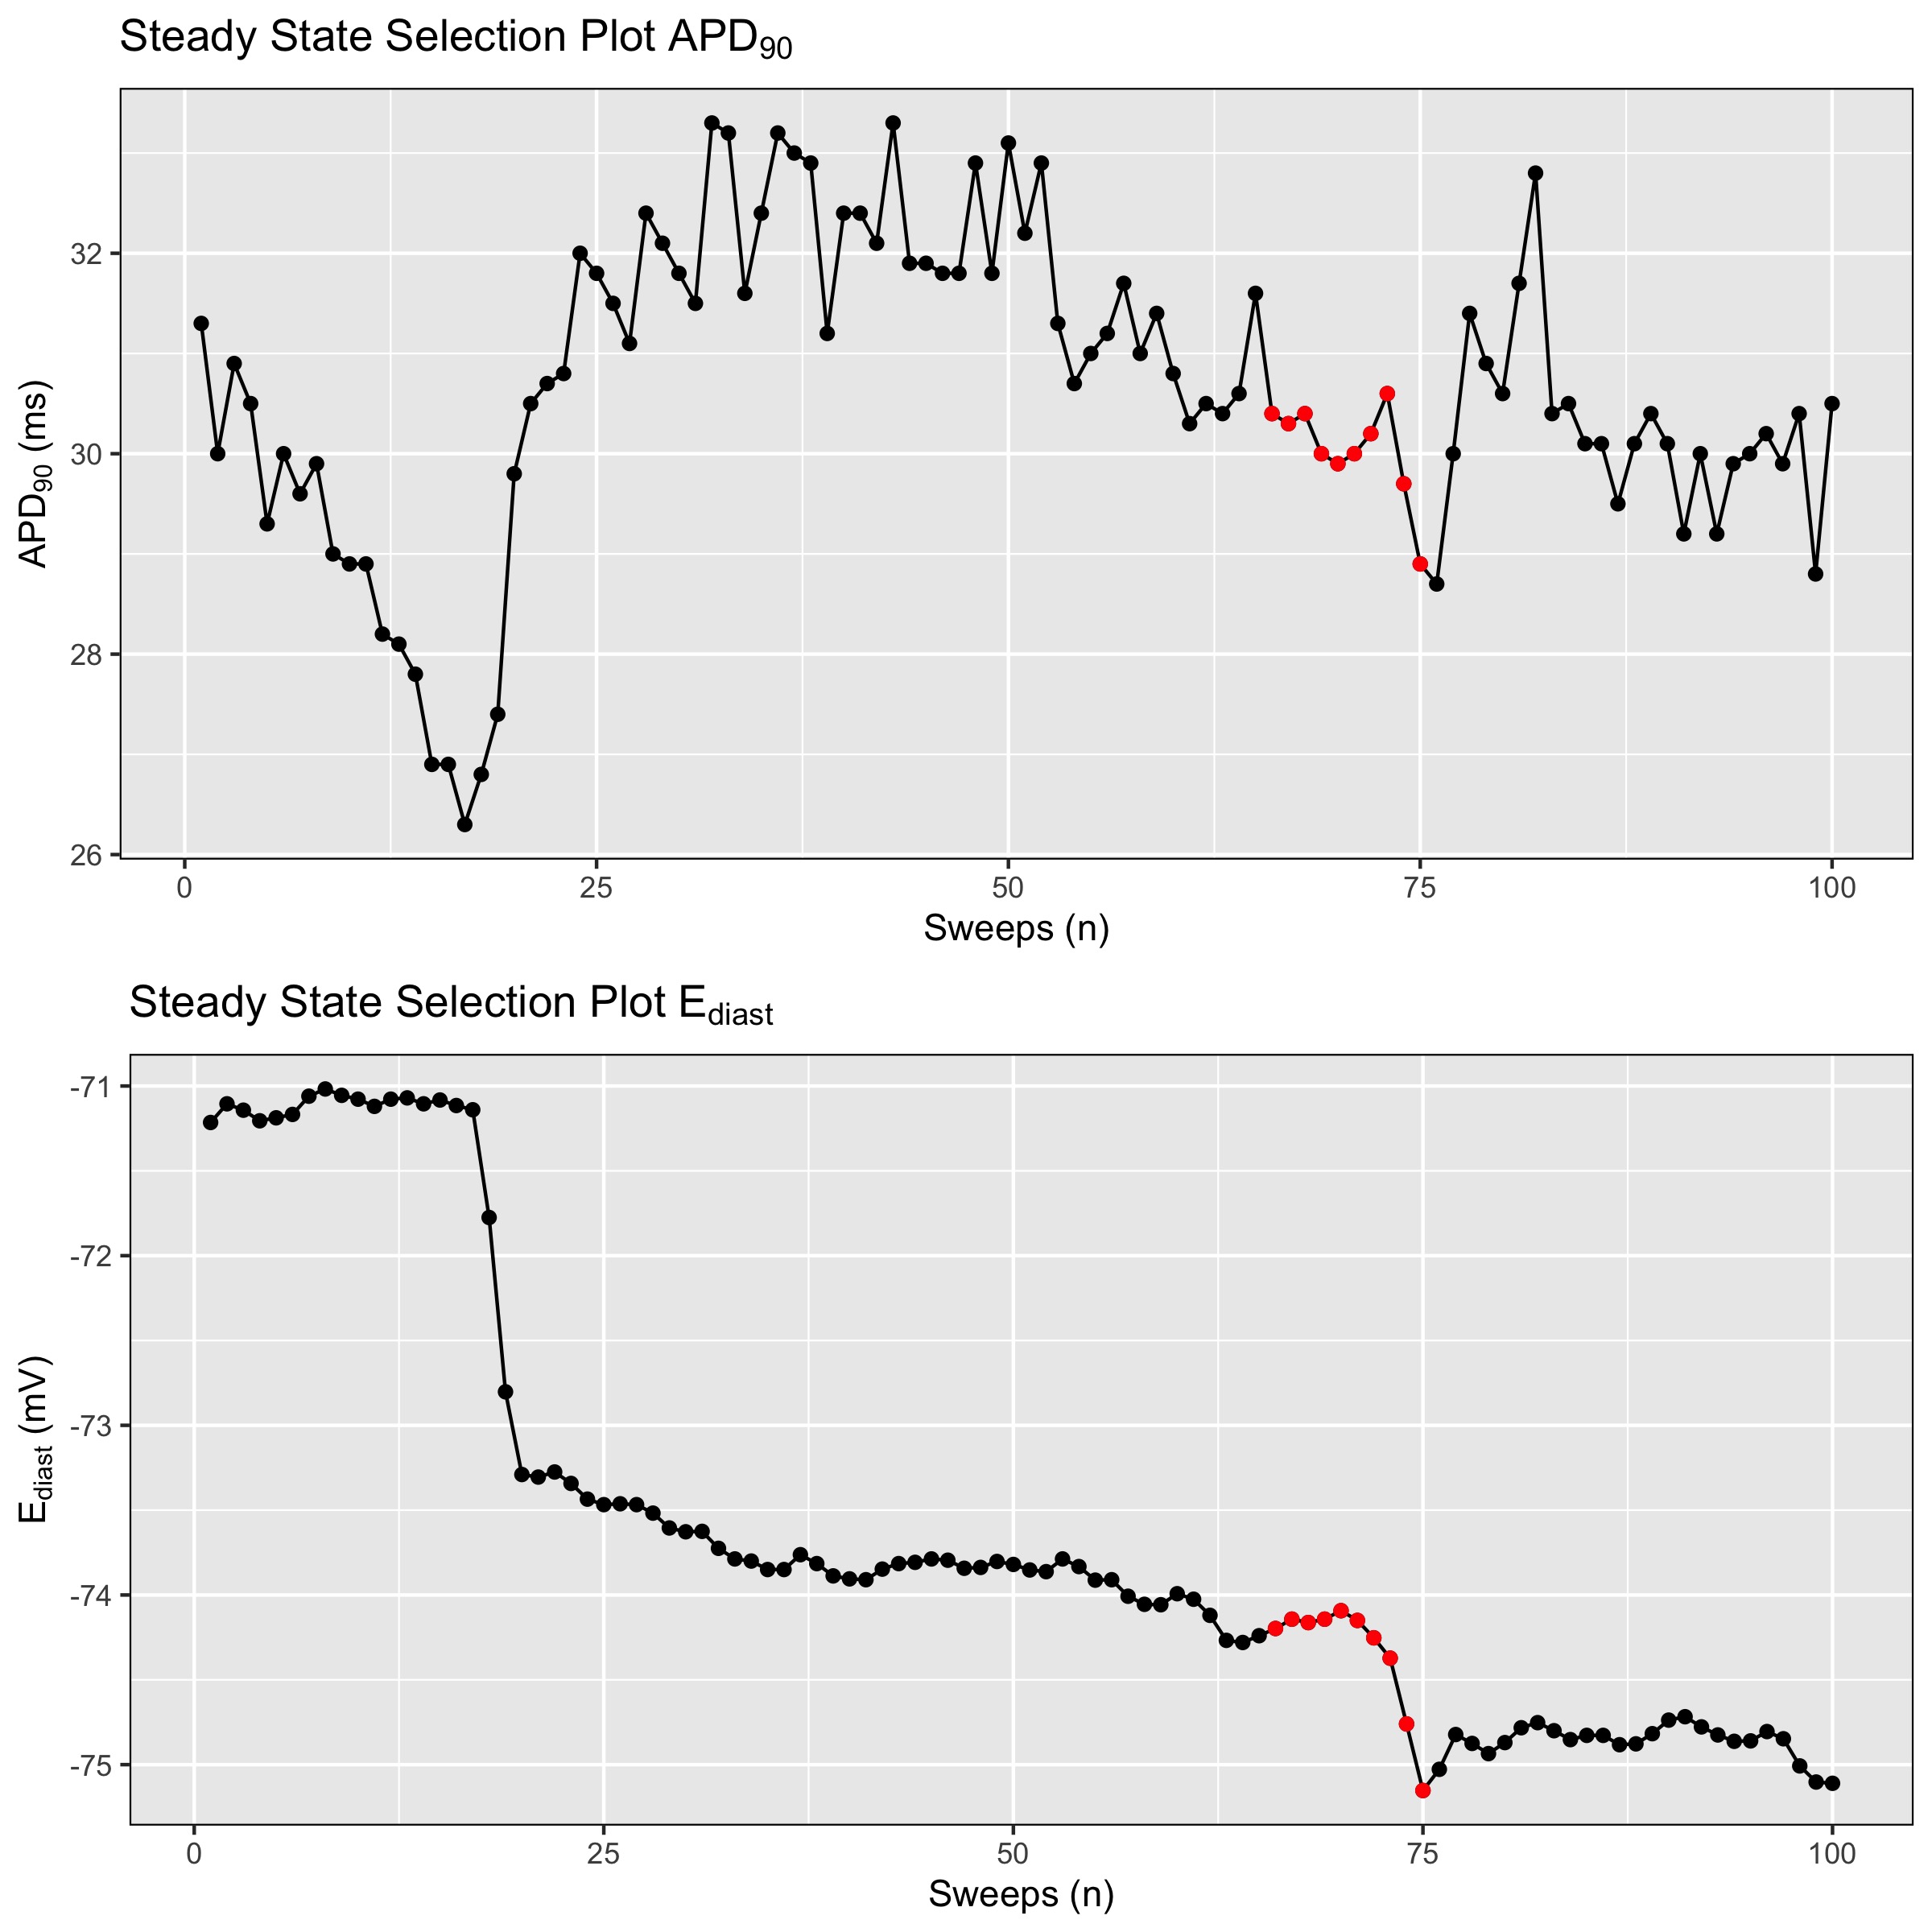 Steady State Selection Plot APD90
APD90 (ms)
32
30
28
26
0 25 50 75 100
Sweeps (n)
Steady State Selection Plot Ediast
Ediast (mV)
-71
-72
-73
-74
-75
0 25 50 75 100
Sweeps (n)